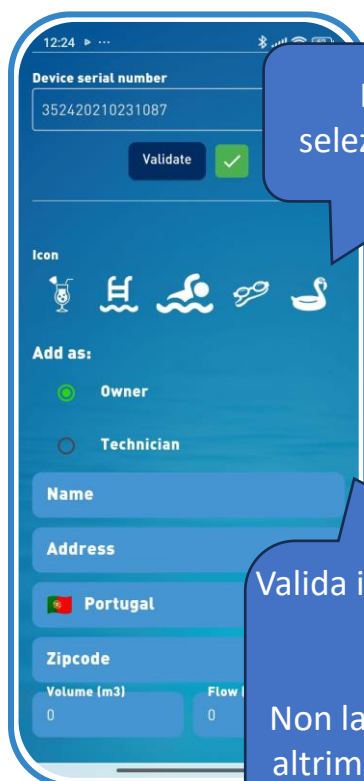 12:24
Device serial number
352420210231087
Validate
selez
Icon
Add as:
Owner
Technician
Name
Address
Portugal
Valida i
Zipcode
Volume (m3) Flow (
0 0
Non la
altrim